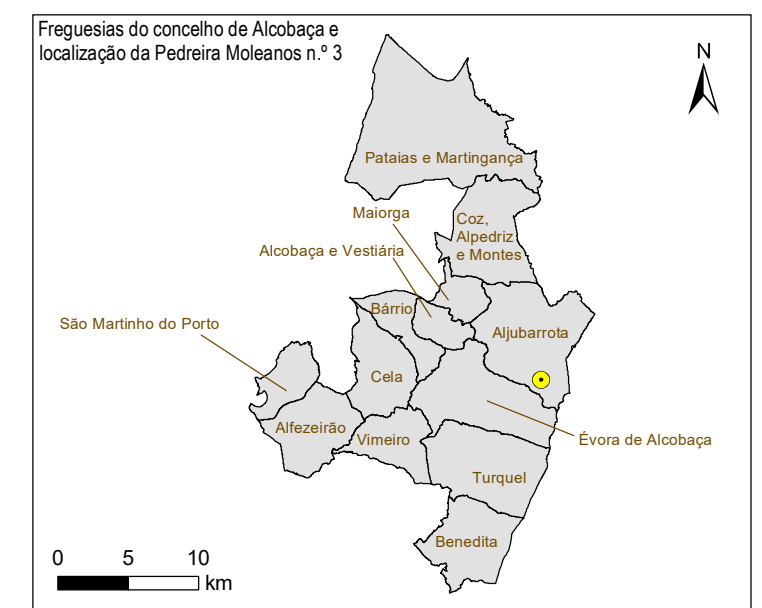 Freguesias do concelho de Alcobaça e
localização da Pedreira Moleanos n.º 3
N
Pataias e Martingança
Maiorga
Coz,
Alpedriz
e Montes
Alcobaça e Vestiária
Bárrio
São Martinho do Porto
Aljubarrota
Cela
Alfezeirão
Vimeiro
Évora de Alcobaça
Turquel
Benedita
0 5 10
km